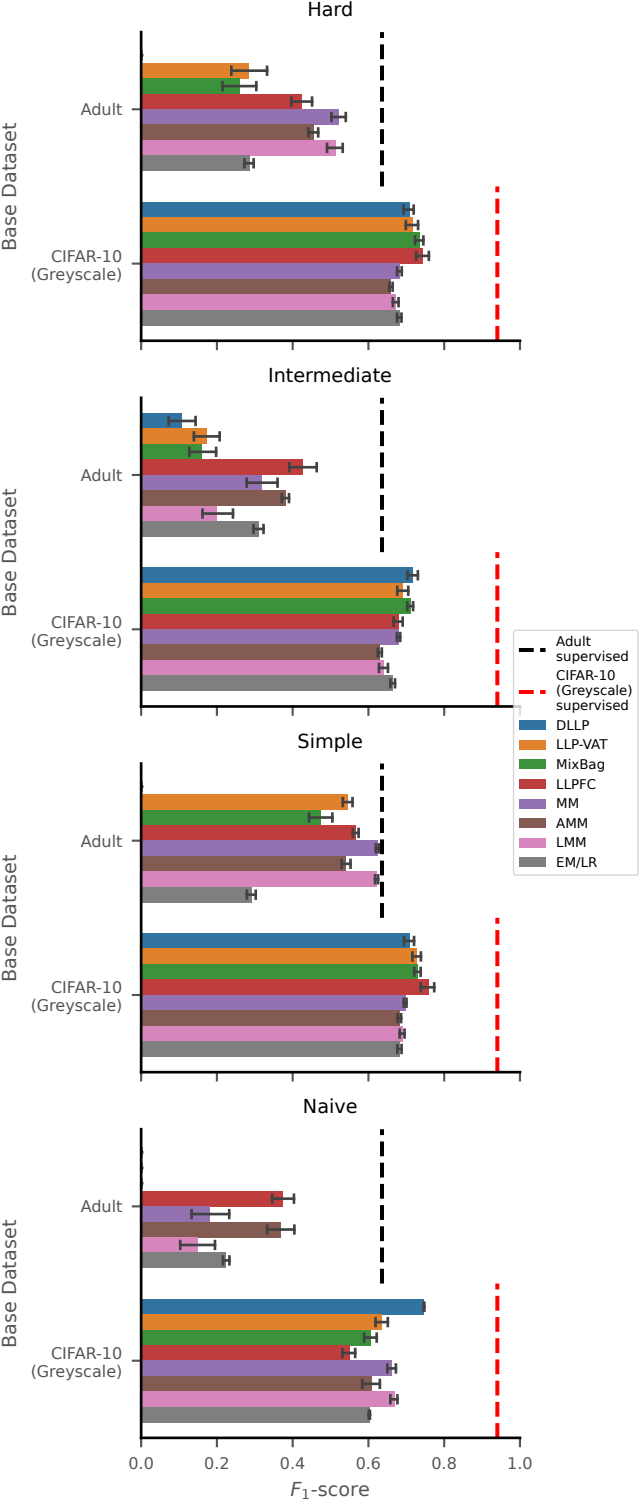 Hard
Base Dataset
Adult
CIFAR-10
(Greyscale)
Intermediate
Base Dataset
Adult
CIFAR-10
(Greyscale)
Adult
supervised
CIFAR-10
(Greyscale)
supervised
DLLP
LLP-VAT
MixBag
LLPFC
MM
AMM
LMM
EM/LR
Simple
Base Dataset
Adult
CIFAR-10
(Greyscale)
Naive
Base Dataset
Adult
CIFAR-10
(Greyscale)
0.0 0.2 0.4 0.6 0.8 1.0
F1-score